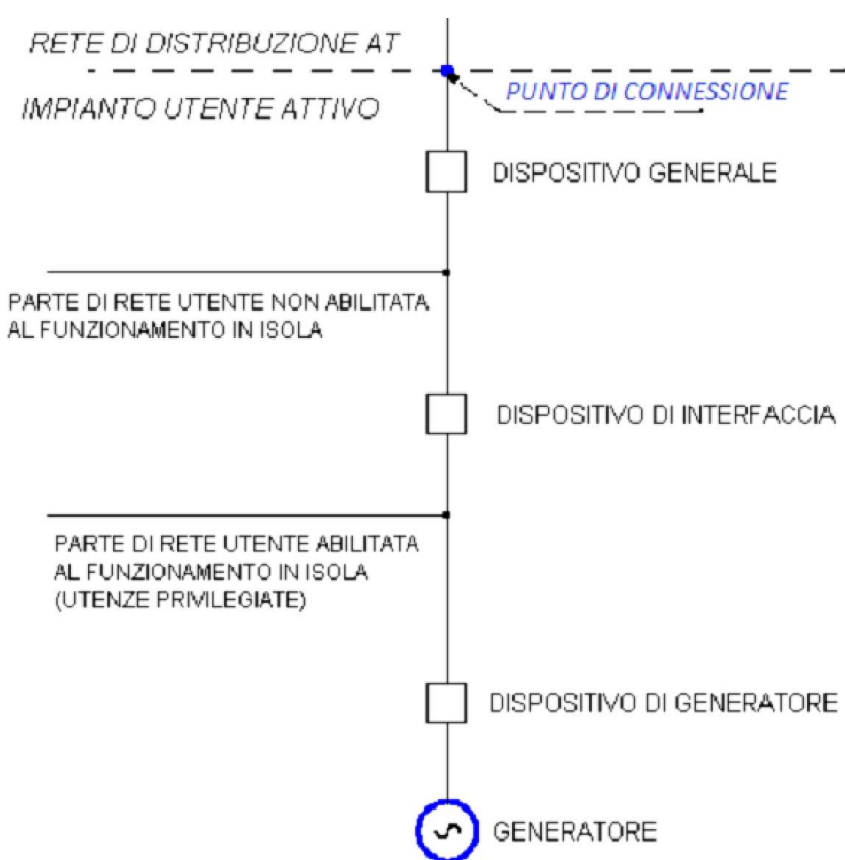 RETE DI DISTRIBUZIONE AT
PUNTO DI CONNESSIONE
IMPIANTO UTENTE ATTIVO
DISPOSITIVO GENERALE
PARTE DI RETE UTENTE NON ABILITATA
AL FUNZIONAMENTO IN ISOLA
DISPOSITIVO DI INTERFACCIA
PARTE DI RETE UTENTE ABILITATA
AL FUNZIONAMENTO IN ISOLA
(UTENZE PRIVILEGIATE)
DISPOSITIVO DI GENERATORE
GENERATORE